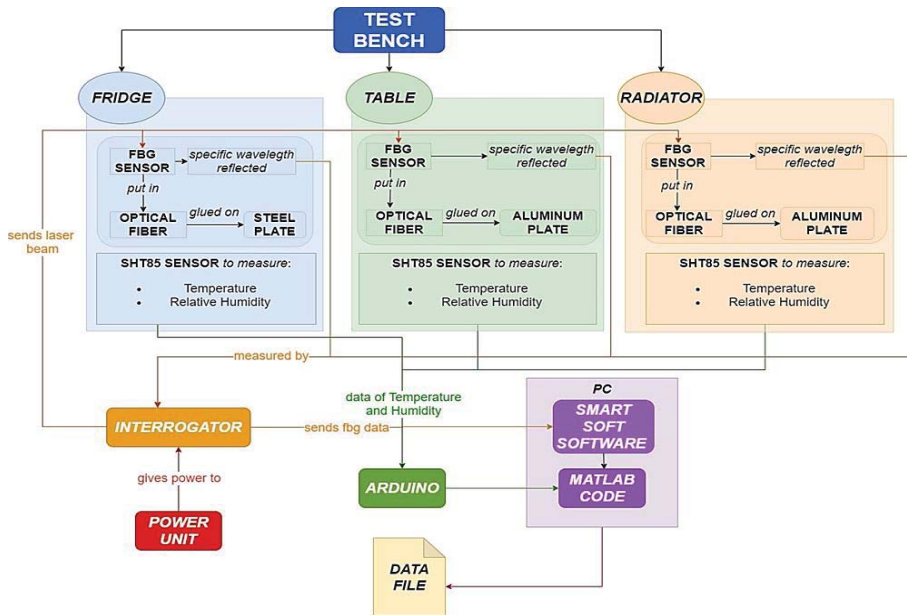 TEST
BENCH
FRIDGE
TABLE
RADIATOR
FBG
SENSOR
specific wavelegth
reflected
put in
OPTICAL
FIBER
glued on
STEEL
PLATE
FBG
SENSOR
specific wavelegth
reflected
put in
OPTICAL
FIBER
glued on
ALUMINUM
PLATE
FBG
SENSOR
specific wavelegth
reflected
put in
OPTICAL
FIBER
glued on
ALUMINUM
PLATE
sends laser
beam
SHT85 SENSOR to measure:
• Temperature
• Relative Humidity
SHT85 SENSOR to measure:
• Temperature
• Relative Humidity
SHT85 SENSOR to measure:
• Temperature
• Relative Humidity
measured by
data of Temperature
and Humidity
PC
INTERROGATOR
sends fbg data
SMART
SOFT
SOFTWARE
gives power to
ARDUINO
MATLAB
CODE
POWER
UNIT
DATA
FILE